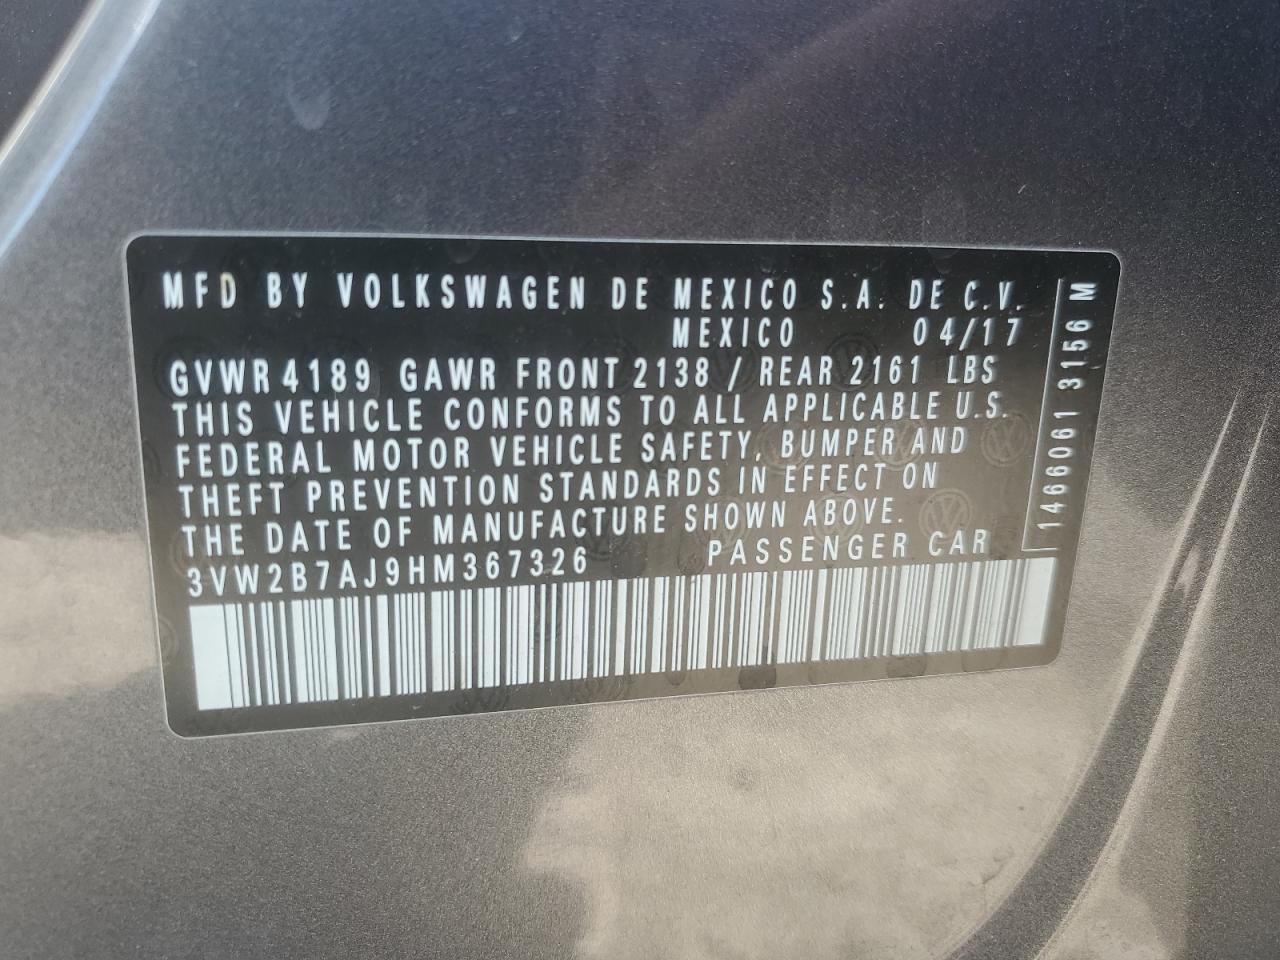 MFD BY VOLKSWAGEN DE MEXICO S.A. DE C.V.
MEXICO 04/17
GVWR 4189 GAWR FRONT 2138 / REAR 2161 LBS
THIS VEHICLE CONFORMS TO ALL APPLICABLE U.S.
FEDERAL MOTOR VEHICLE SAFETY, BUMPER AND
THEFT PREVENTION STANDARDS IN EFFECT ON
THE DATE OF MANUFACTURE SHOWN ABOVE.
3VW2B7AJ9HM367326 PASSENGER CAR
1466061 3156 M